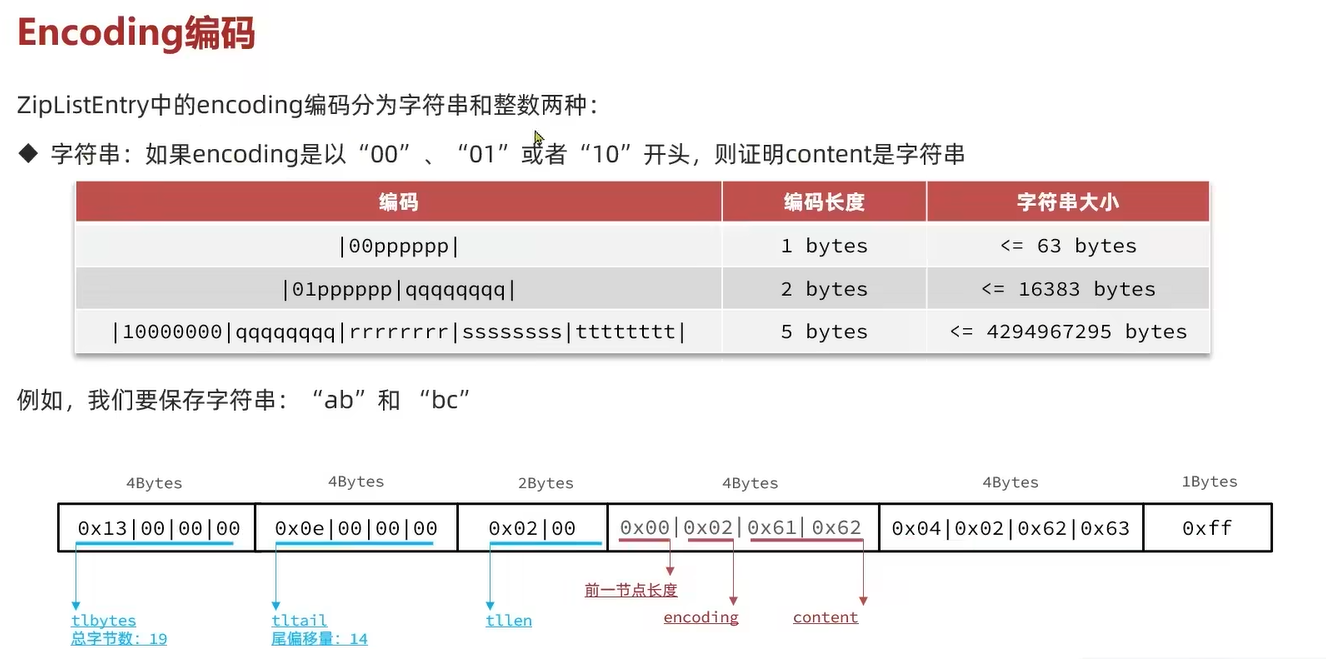 Encoding编码
ZipListEntry中的encoding编码分为字符串和整数两种：
◆ 字符串：如果encoding是以“00”、“01”或者“10”开头，则证明content是字符串
编码 编码长度 字符串大小
|00pppppp| 1 bytes <= 63 bytes
|01pppppp|qqqqqqqq| 2 bytes <= 16383 bytes
|10000000|qqqqqqqq|rrrrrrrr|ssssssss|tttttttt| 5 bytes <= 4294967295 bytes
例如，我们要保存字符串：“ab”和 “bc”
4Bytes 4Bytes 2Bytes 4Bytes 4Bytes 1Bytes
0x13|00|00|00 0x0e|00|00|00 0x02|00 0x00|0x02|0x61|0x62 0x04|0x02|0x62|0x63 0xff
前一节点长度
tlbytes tltail tllen encoding content
总字节数：19 尾偏移量：14